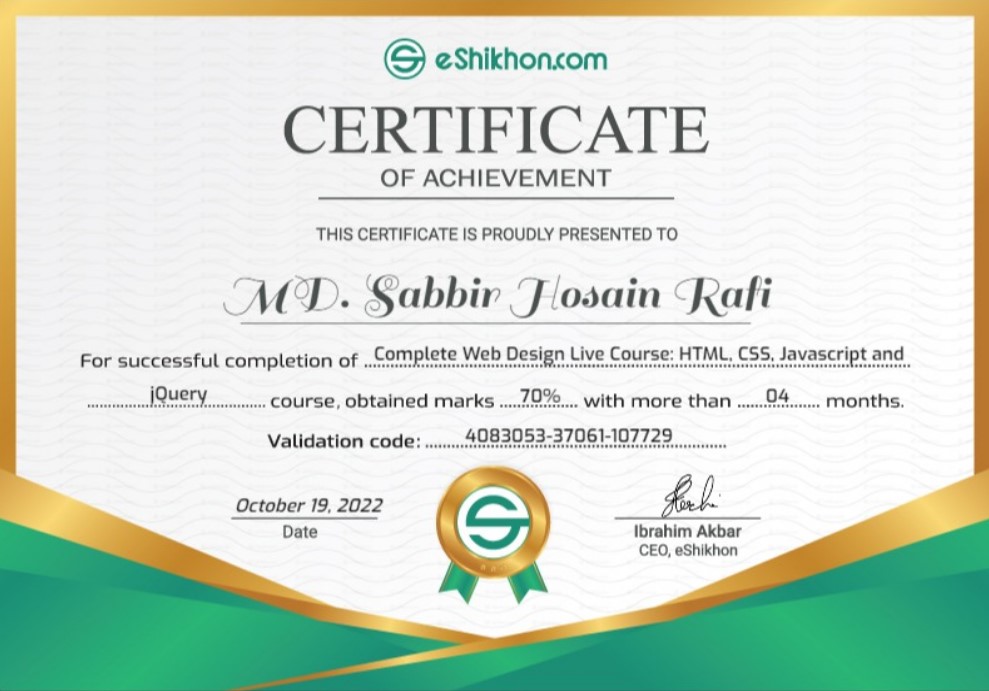 eShikhon.com
CERTIFICATE
OF ACHIEVEMENT
THIS CERTIFICATE IS PROUDLY PRESENTED TO
MD. Sabbir Hosain Rafi
For successful completion of Complete Web Design Live Course: HTML, CSS, Javascript and
jQuery course, obtained marks 70% with more than 04 months.
Validation code: 4083053-37061-107729
October 19, 2022
Date
Ibrahim Akbar
CEO, eShikhon